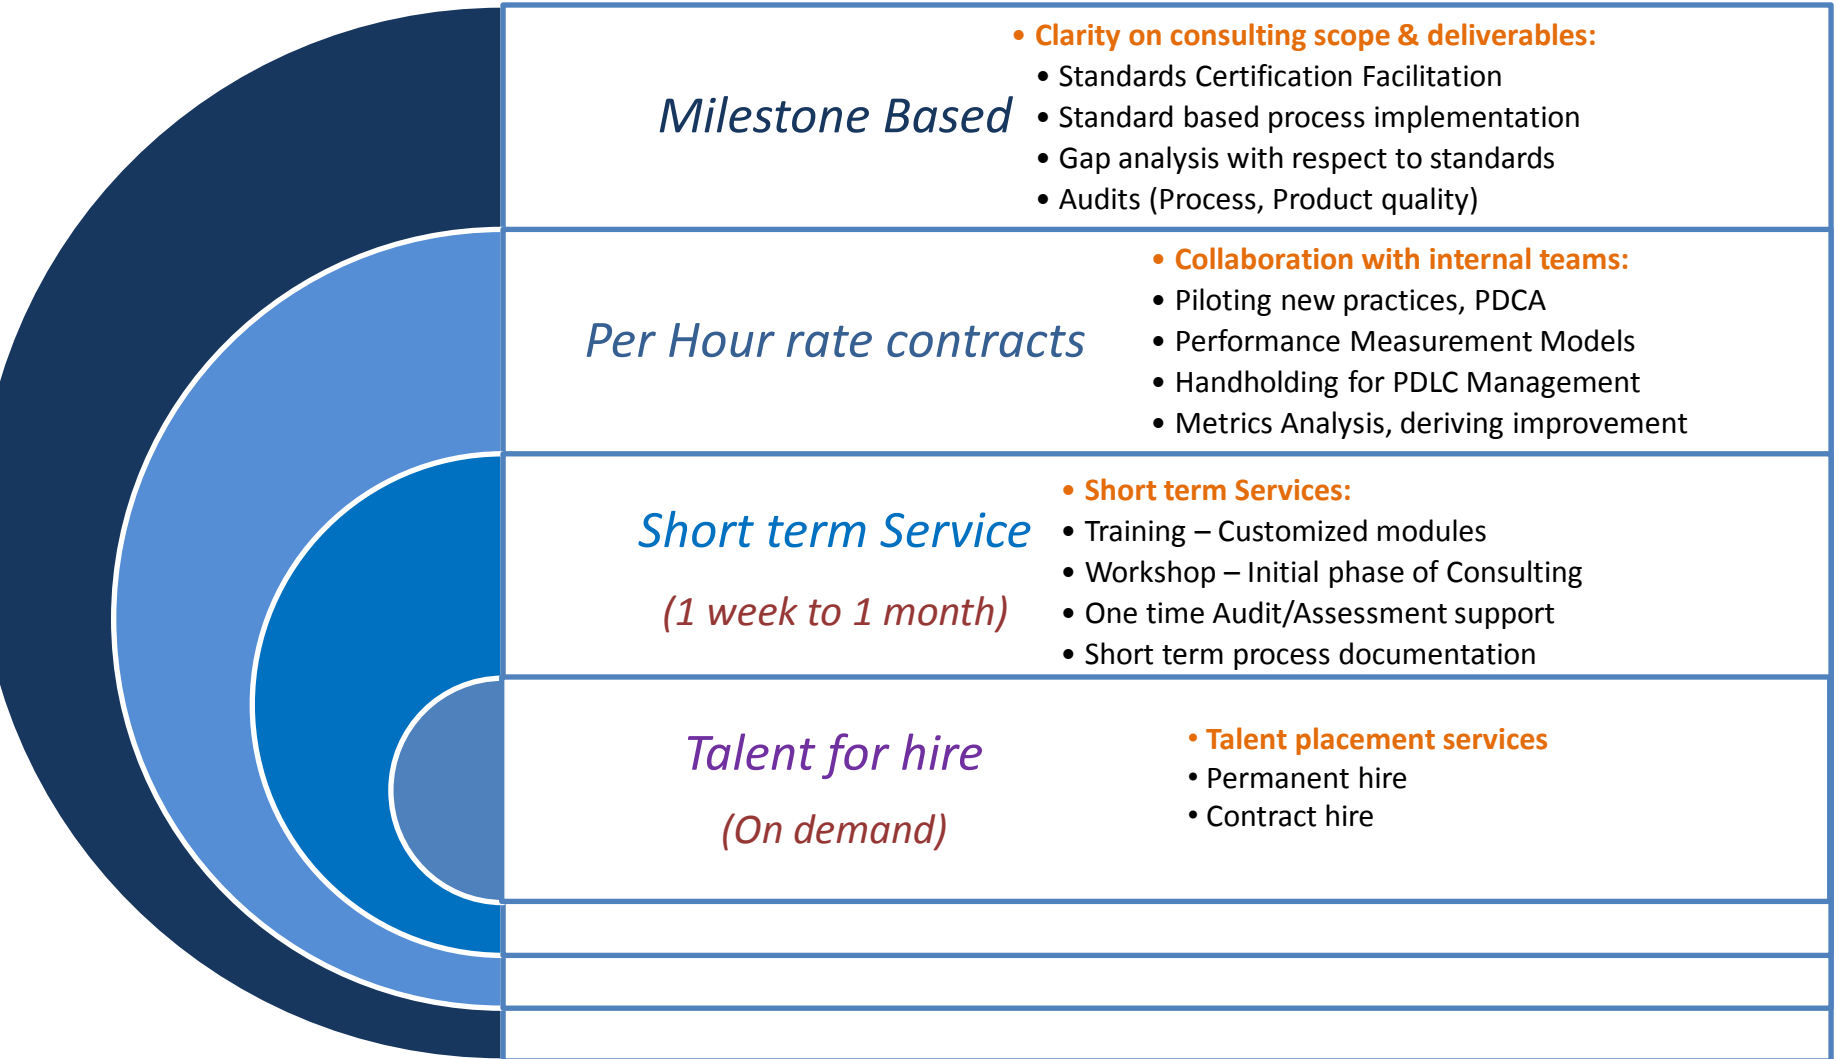 Milestone Based
• Clarity on consulting scope & deliverables:
• Standards Certification Facilitation
• Standard based process implementation
• Gap analysis with respect to standards
• Audits (Process, Product quality)
Per Hour rate contracts
• Collaboration with internal teams:
• Piloting new practices, PDCA
• Performance Measurement Models
• Handholding for PDLC Management
• Metrics Analysis, deriving improvement
Short term Service
(1 week to 1 month)
• Short term Services:
• Training – Customized modules
• Workshop – Initial phase of Consulting
• One time Audit/Assessment support
• Short term process documentation
Talent for hire
(On demand)
• Talent placement services
• Permanent hire
• Contract hire